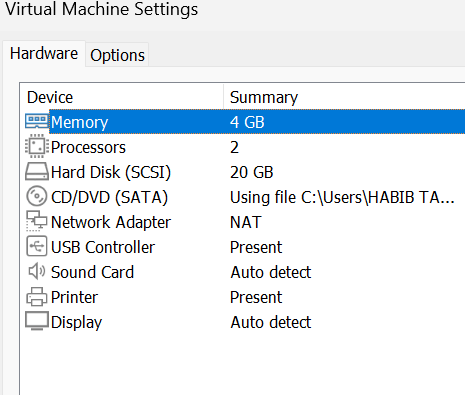 Virtual Machine Settings
Hardware Options
Device Summary
Memory 4 GB
Processors 2
Hard Disk (SCSI) 20 GB
CD/DVD (SATA) Using file C:\Users\HABIB TA...
Network Adapter NAT
USB Controller Present
Sound Card Auto detect
Printer Present
Display Auto detect